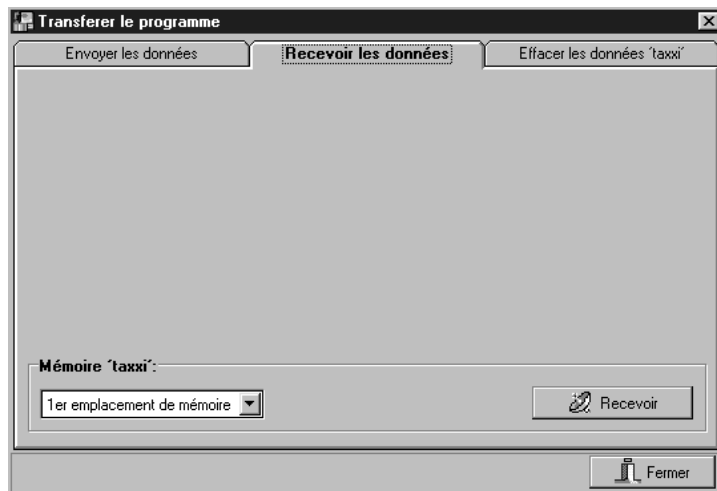 Transferer le programme
Envoyer les données
Recevoir les données
Effacer les données ´taxxi´
Mémoire ´taxxi´:
1er emplacement de mémoire
Recevoir
Fermer